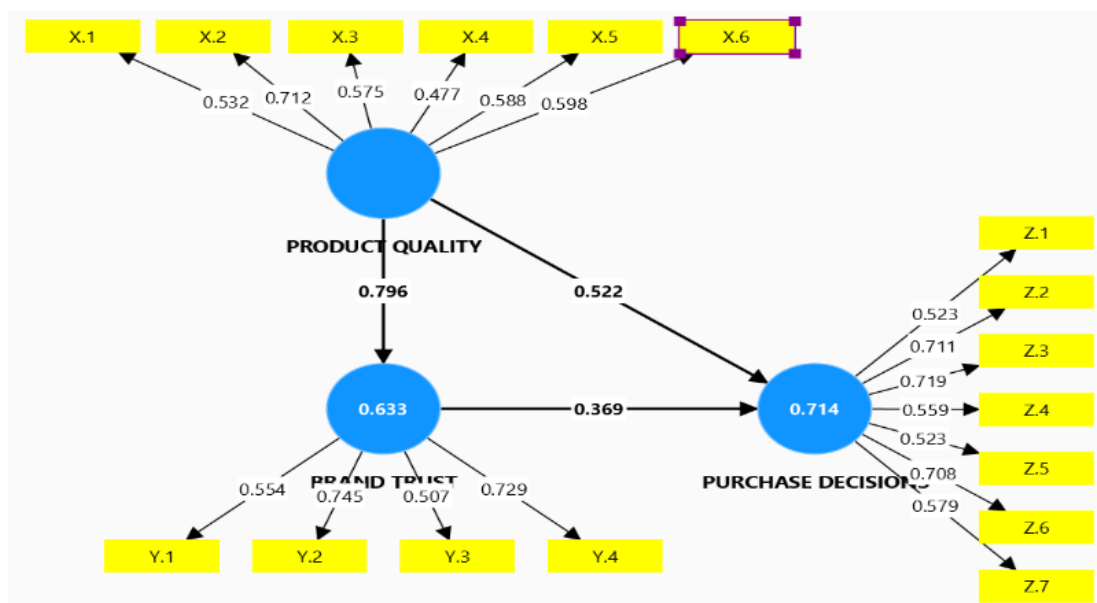 X.1 X.2 X.3 X.4 X.5 X.6
0.532 0.712 0.575 0.477 0.588 0.598
PRODUCT QUALITY
0.796 0.522
Z.1
0.523
Z.2
0.711
Z.3
0.719
0.633 0.369 0.714 0.559 Z.4
0.523
Z.5
BRAND TRUST PURCHASE DECISIONS
0.708
0.554 0.745 0.507 0.729
0.579
Z.6
Y.1 Y.2 Y.3 Y.4
Z.7